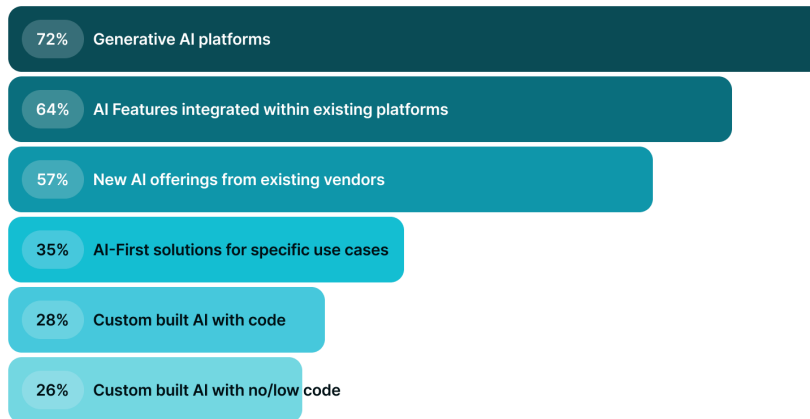 72% Generative AI platforms
64% AI Features integrated within existing platforms
57% New AI offerings from existing vendors
35% AI-First solutions for specific use cases
28% Custom built AI with code
26% Custom built AI with no/low code